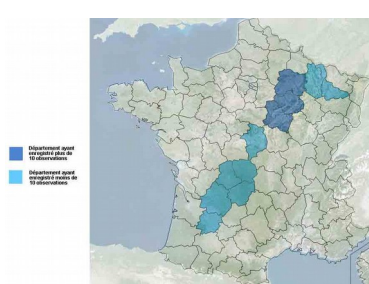 Département ayant
enregistré plus de
10 observations
Département ayant
enregistré moins de
10 observations